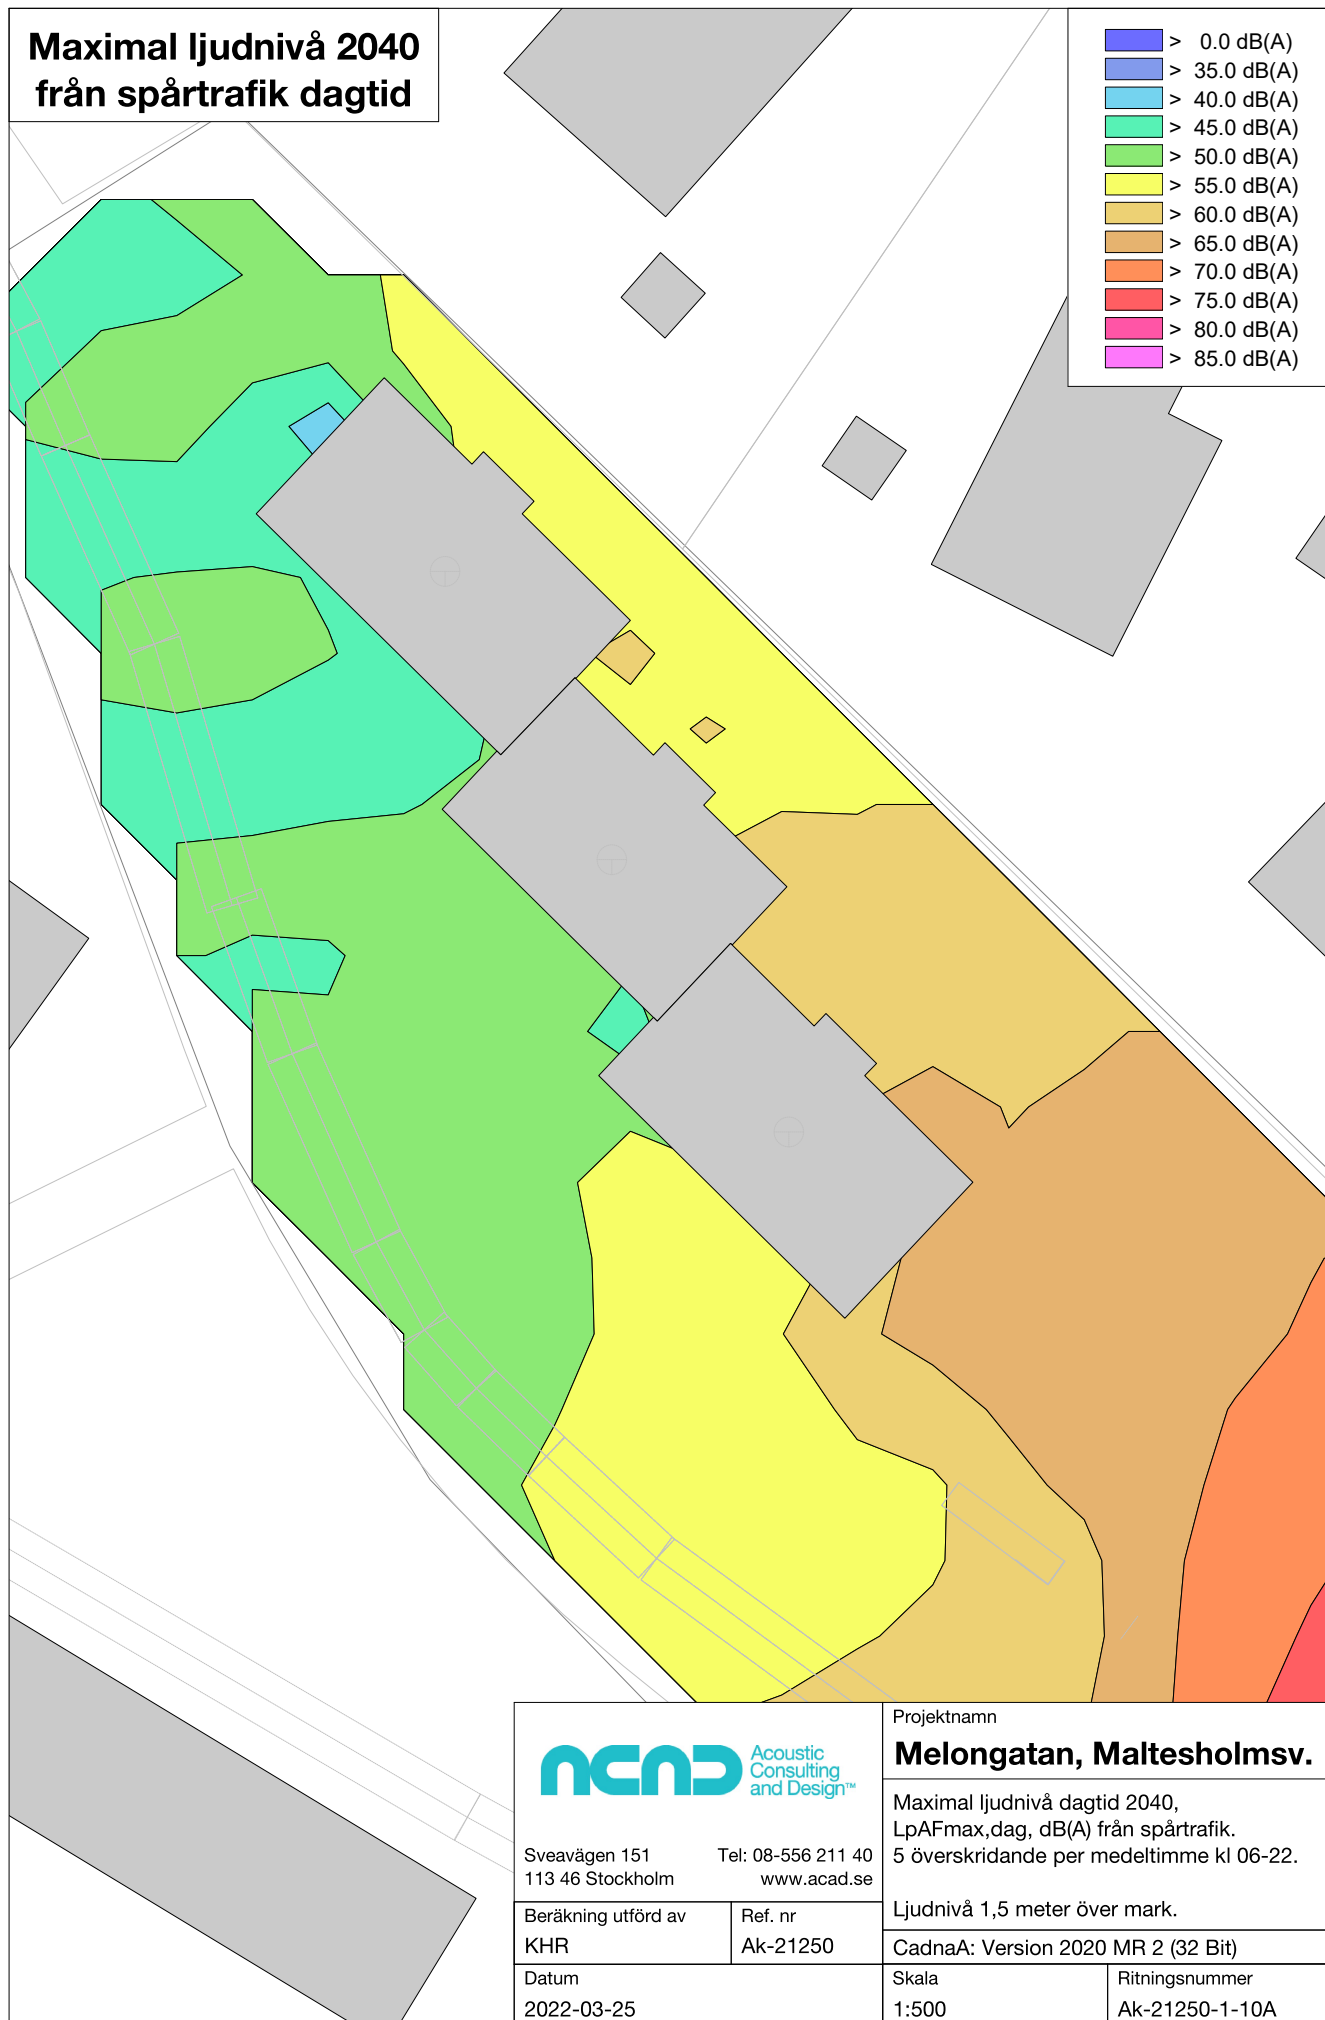 Maximal ljudnivå 2040
från spårtrafik dagtid
> 0.0 dB(A)
> 35.0 dB(A)
> 40.0 dB(A)
> 45.0 dB(A)
> 50.0 dB(A)
> 55.0 dB(A)
> 60.0 dB(A)
> 65.0 dB(A)
> 70.0 dB(A)
> 75.0 dB(A)
> 80.0 dB(A)
> 85.0 dB(A)
ACAD
Acoustic
Consulting
and Design™
Sveavägen 151
Tel: 08-556 211 40
113 46 Stockholm
www.acad.se
Beräkning utförd av
KHR
Ref. nr
Ak-21250
Datum
2022-03-25
Projektnamn
Melongatan, Maltesholmsv.
Maximal ljudnivå dagtid 2040,
LpAFmax,dag, dB(A) från spårtrafik.
5 överskridande per medeltimme kl 06-22.
Ljudnivå 1,5 meter över mark.
CadnaA: Version 2020 MR 2 (32 Bit)
Skala
1:500
Ritningsnummer
Ak-21250-1-10A